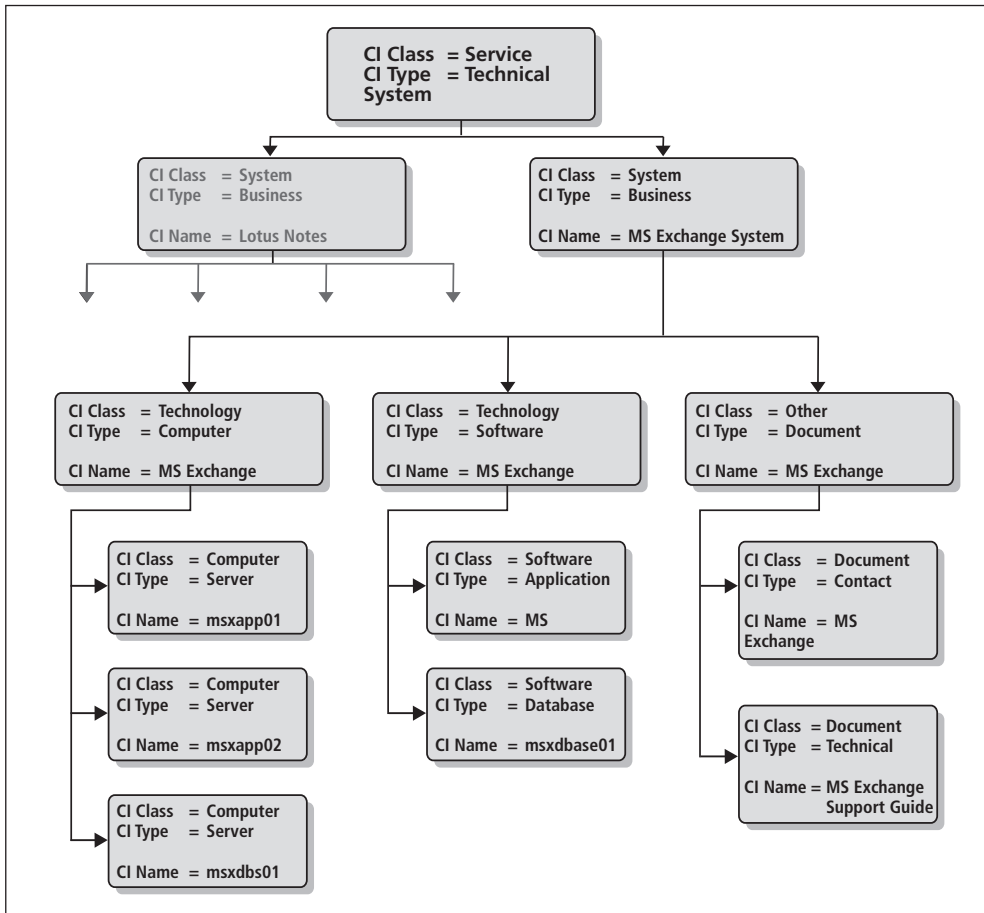 CI Class = Service
CI Type = Technical
System
CI Class = System
CI Type = Business
CI Name = Lotus Notes
CI Class = System
CI Type = Business
CI Name = MS Exchange System
CI Class = Technology
CI Type = Computer
CI Name = MS Exchange
CI Class = Technology
CI Type = Software
CI Name = MS Exchange
CI Class = Other
CI Type = Document
CI Name = MS Exchange
CI Class = Computer
CI Type = Server
CI Name = msxapp01
CI Class = Computer
CI Type = Server
CI Name = msxapp02
CI Class = Computer
CI Type = Server
CI Name = msxdbs01
CI Class = Software
CI Type = Application
CI Name = MS
CI Class = Software
CI Type = Database
CI Name = msxdbase01
CI Class = Document
CI Type = Contact
CI Name = MS
Exchange
CI Class = Document
CI Type = Technical
CI Name = MS Exchange
Support Guide